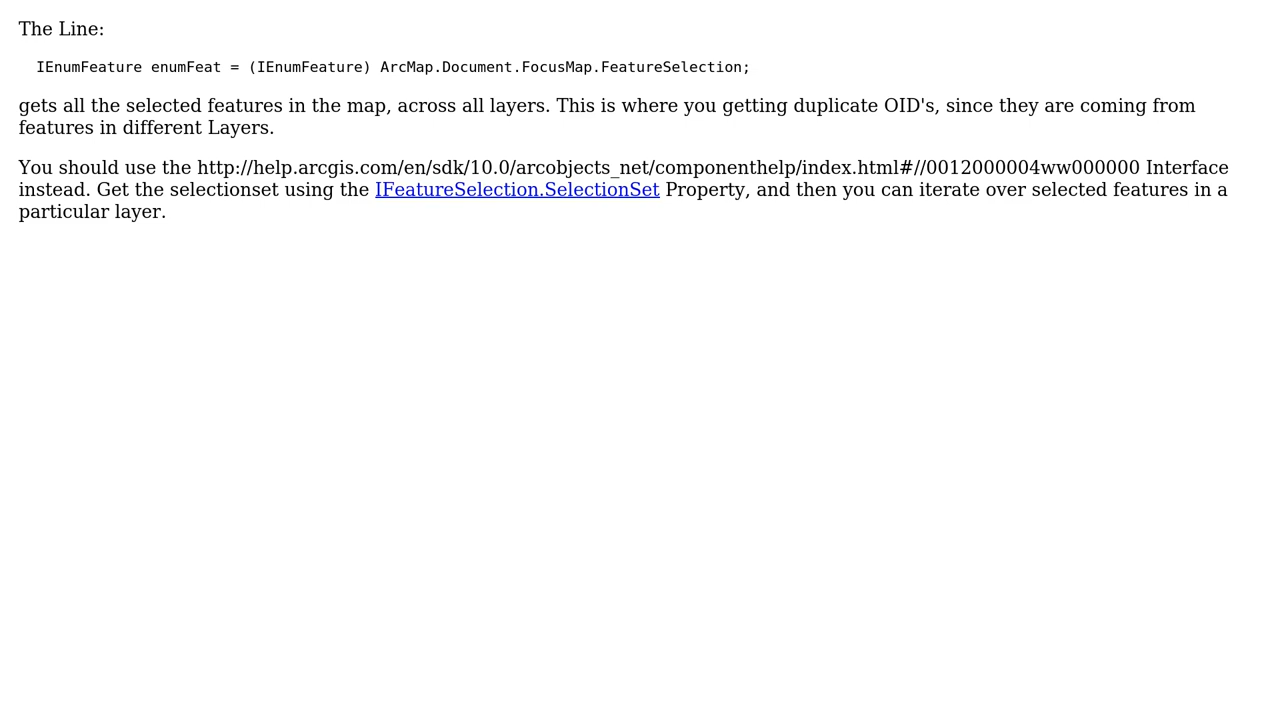 The Line:
IEnumFeature enumFeat = (IEnumFeature) ArcMap.Document.FocusMap.FeatureSelection;
gets all the selected features in the map, across all layers. This is where you getting duplicate OID's, since they are coming from
features in different Layers.
You should use the http://help.arcgis.com/en/sdk/10.0/arcobjects_net/componenthelp/index.html#//0012000004ww000000 Interface
instead. Get the selectionset using the IFeatureSelection.SelectionSet Property, and then you can iterate over selected features in a
particular layer.